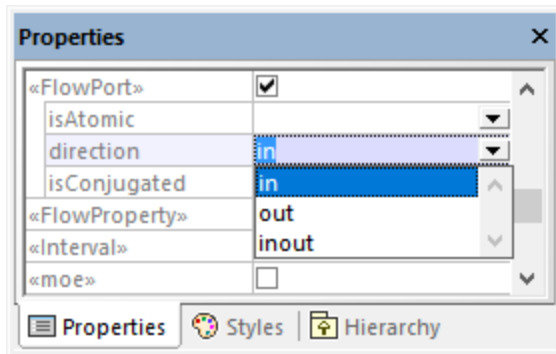 Properties
«FlowPort»
isAtomic
direction in
isConjugated in
«FlowProperty» out
«Interval» inout
«moe»
Properties Styles Hierarchy